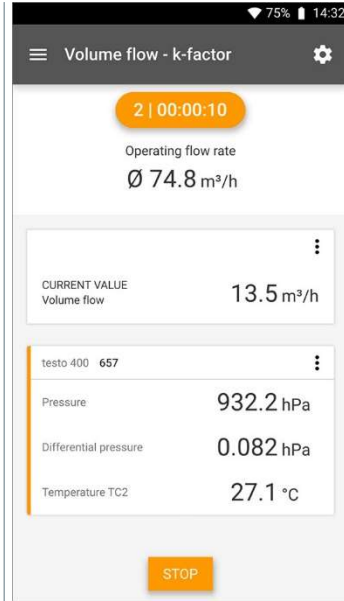 75% 14:32
Volume flow - k-factor
2 | 00:00:10
Operating flow rate
Ø 74.8 m³/h
CURRENT VALUE
Volume flow 13.5 m³/h
testo 400 657
Pressure 932.2 hPa
Differential pressure 0.082 hPa
Temperature TC2 27.1 °C
STOP